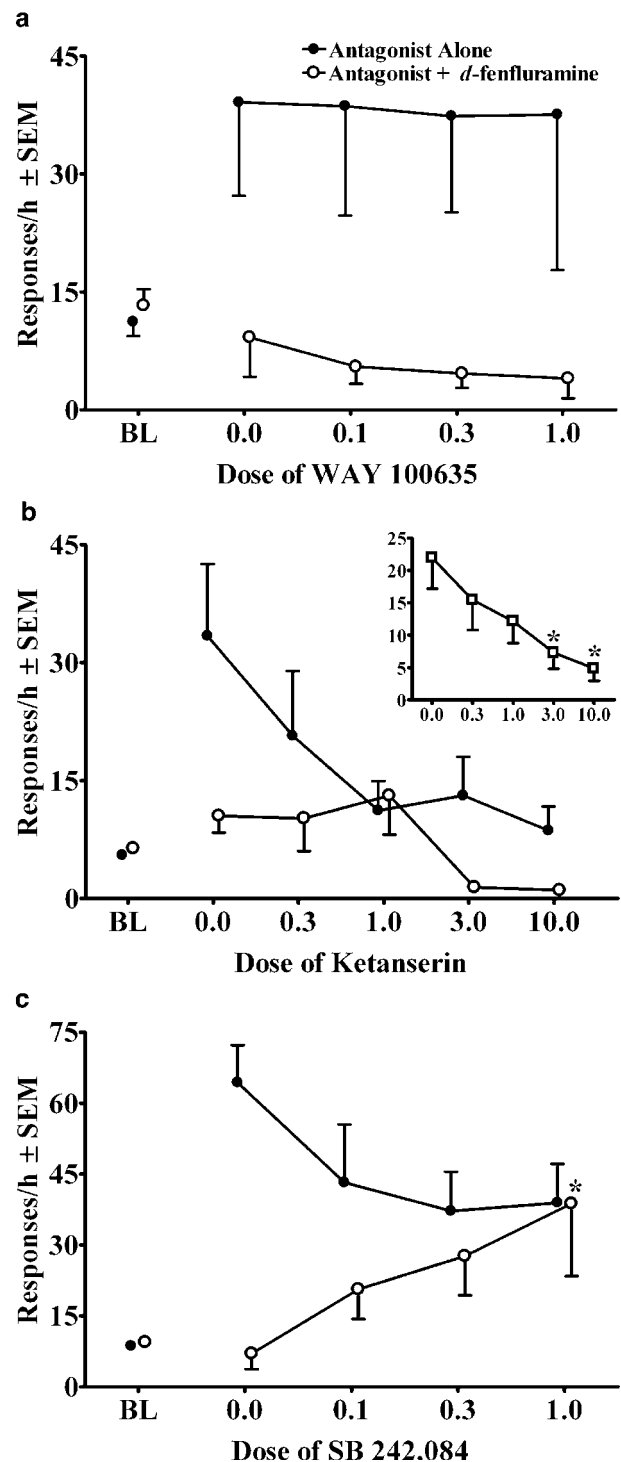 a
Antagonist Alone
Antagonist + d-fenfluramine
Responses/h ± SEM
45
30
15
0
BL 0.0 0.1 0.3 1.0
Dose of WAY 100635
b
Responses/h ± SEM
45
30
15
0
25
20
15
10
5
0
* *
0.0 0.3 1.0 3.0 10.0
BL 0.0 0.3 1.0 3.0 10.0
Dose of Ketanserin
c
Responses/h ± SEM
75
60
45
30
15
0
*
BL 0.0 0.1 0.3 1.0
Dose of SB 242,084